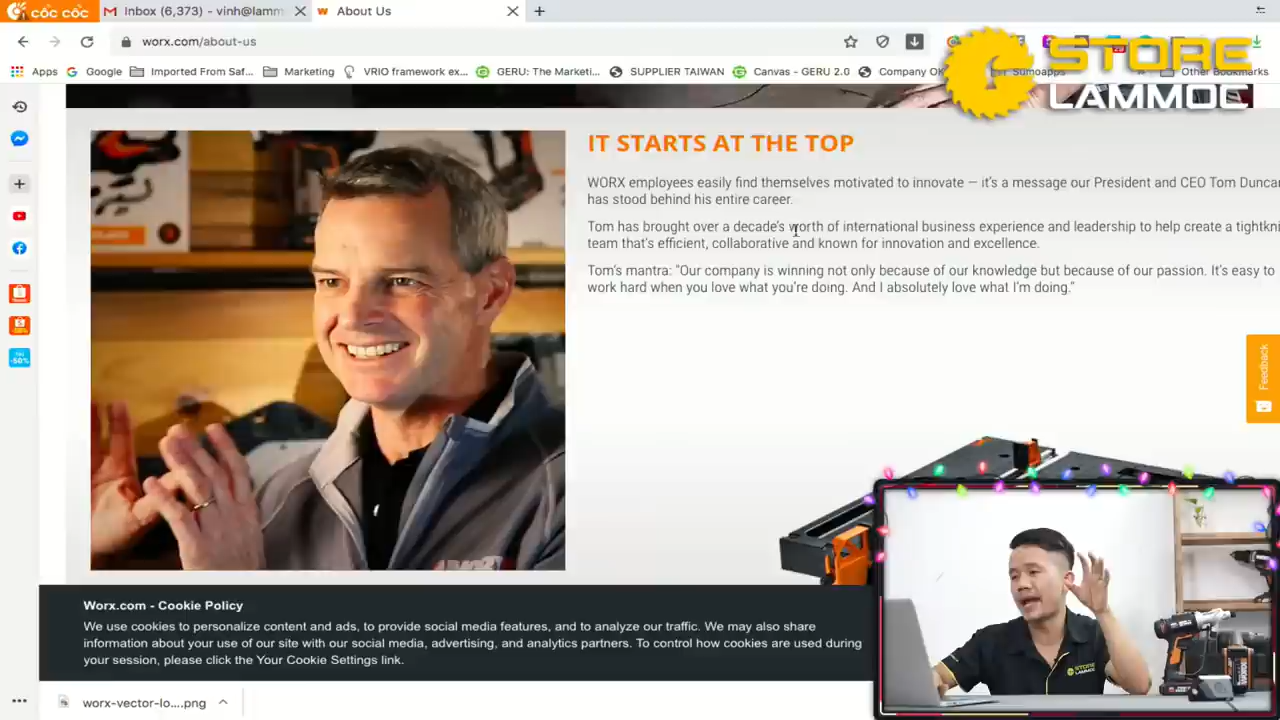 cốc cốc
Inbox (6,373) - vinh@lamm
About Us
worx.com/about-us
STORE
LAMMOC
Apps
Google
Imported From Saf...
Marketing
VRIO framework ex...
GERU: The Marketi...
SUPPLIER TAIWAN
Canvas - GERU 2.0
Company OK
Sumoapps
Other Bookmarks
IT STARTS AT THE TOP
WORX employees easily find themselves motivated to innovate — it's a message our President and CEO Tom Duncan
has stood behind his entire career.
Tom has brought over a decade's worth of international business experience and leadership to help create a tightkni
team that's efficient, collaborative and known for innovation and excellence.
Tom's mantra: "Our company is winning not only because of our knowledge but because of our passion. It's easy to
work hard when you love what you're doing. And I absolutely love what I'm doing."
Feedback
-50%
Worx.com - Cookie Policy
We use cookies to personalize content and ads, to provide social media features, and to analyze our traffic. We may also share
information about your use of our site with our social media, advertising, and analytics partners. To control how cookies are used during
your session, please click the Your Cookie Settings link.
STORE
LAMMOC
worx-vector-lo....png